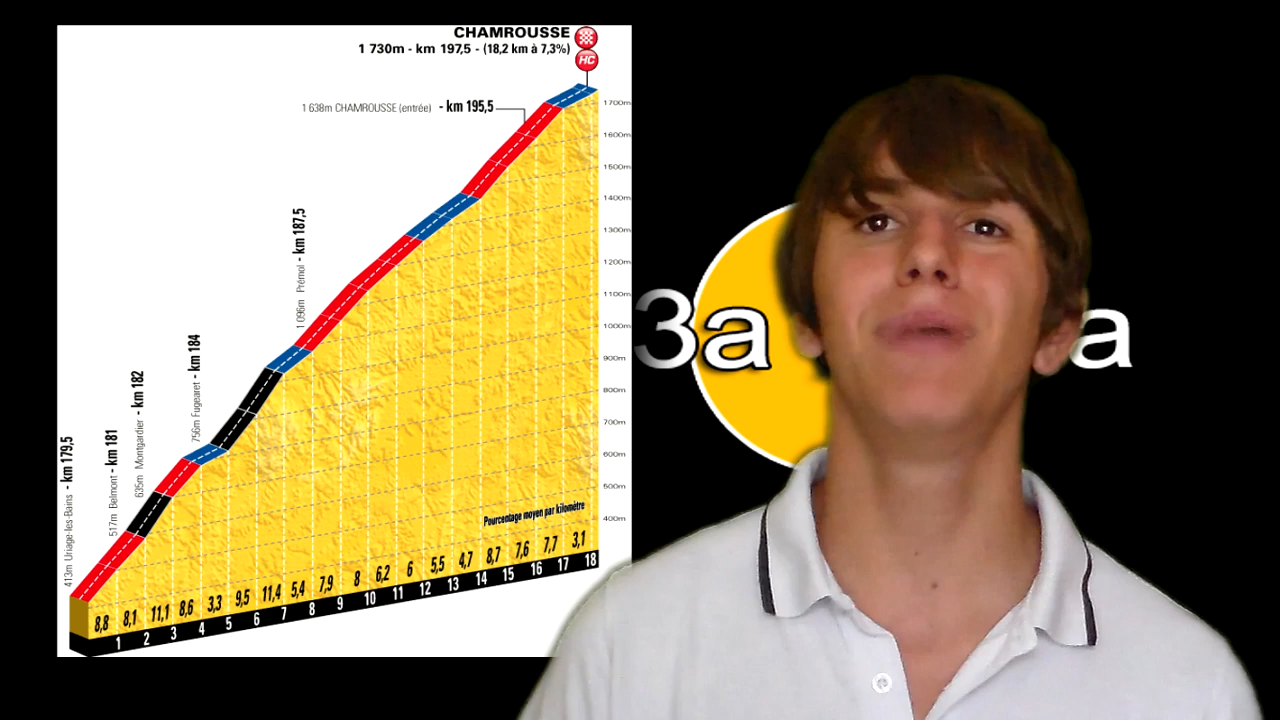 CHAMROUSSE
1 730m - km 197,5 - (18,2 km à 7,3%)
HC
1 638m CHAMROUSSE (entrée) - km 195,5
1 096m Prémol - km 187,5
756m Fugearet - km 184
635m Montgardier - km 182
517m Belmont - km 181
413m Uriage-les-Bains - km 179,5
1700m
1600m
1500m
1400m
1300m
1200m
1100m
1000m
900m
800m
700m
600m
500m
400m
Pourcentage moyen par kilomètre
8,8 8,1 11,1 8,6 3,3 9,5 11,4 5,4 7,9 8 6,2 6 5,5 4,7 8,7 7,6 7,7 3,1
1 2 3 4 5 6 7 8 9 10 11 12 13 14 15 16 17 18
3a
a